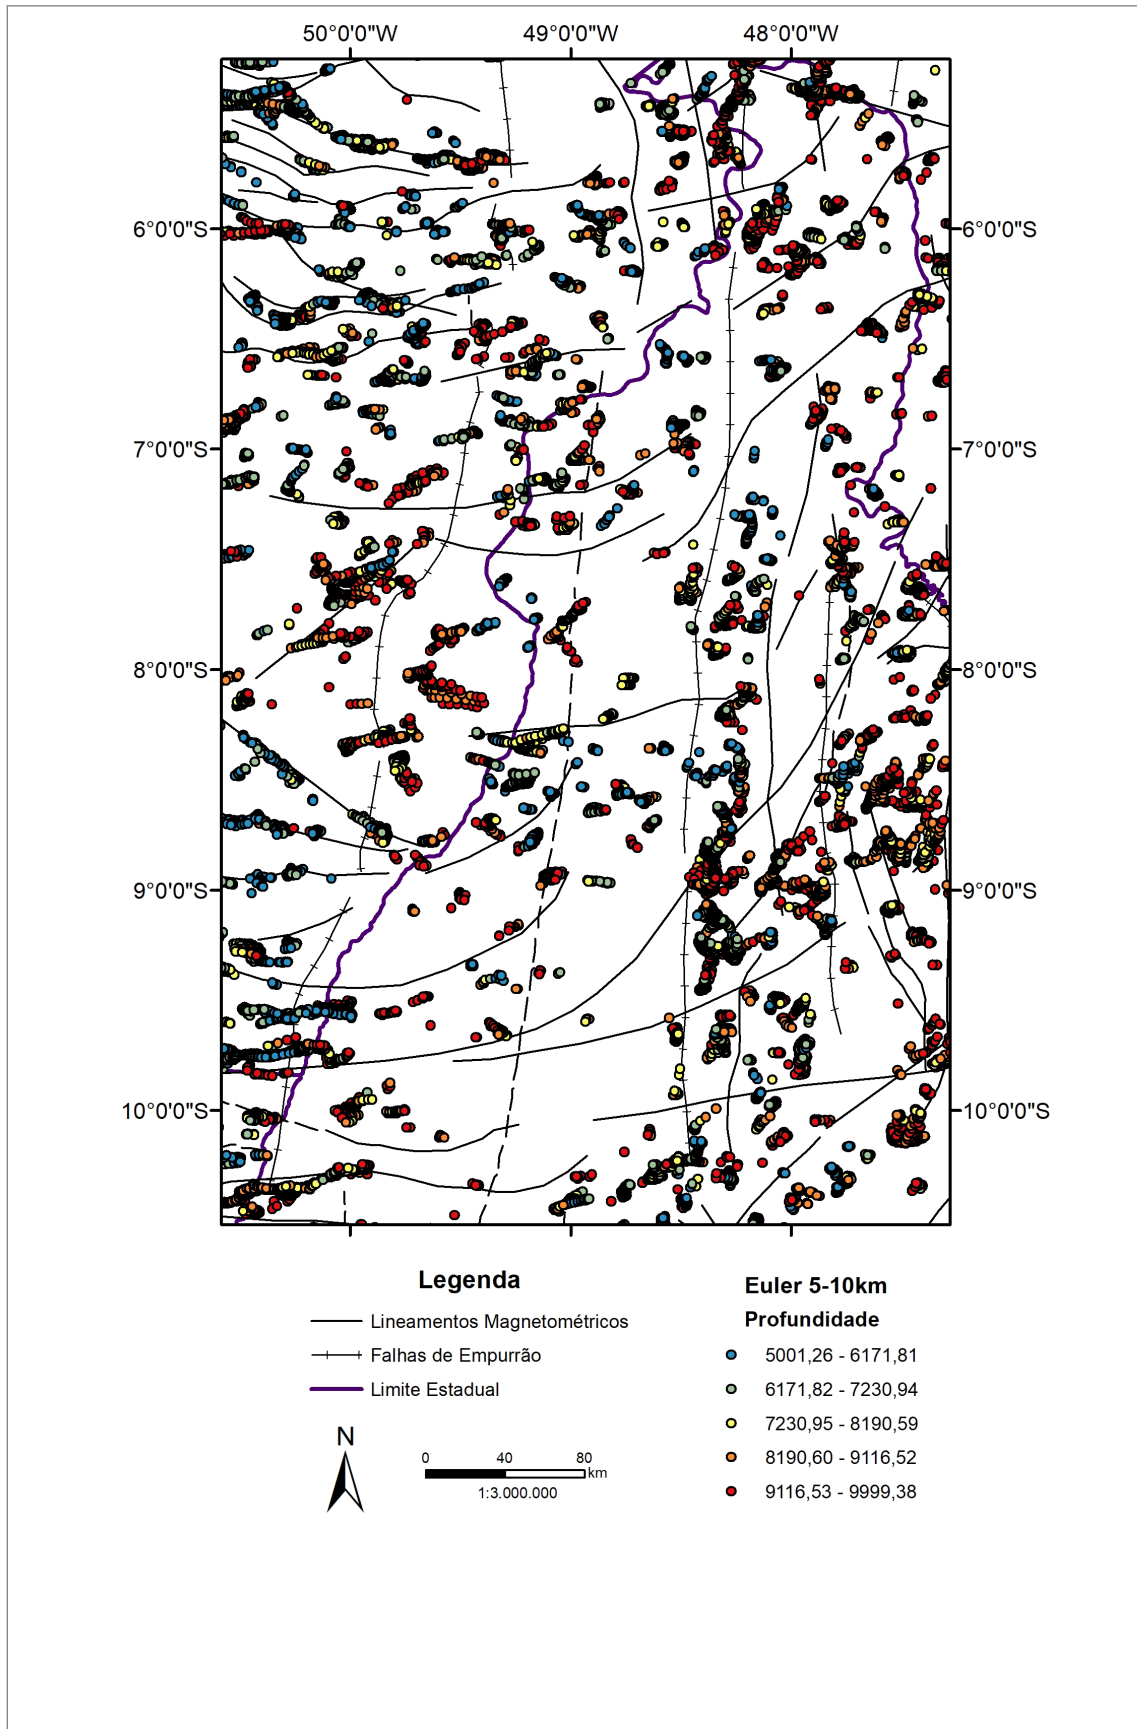 50°0'0"W 49°0'0"W 48°0'0"W
6°0'0"S 6°0'0"S
7°0'0"S 7°0'0"S
8°0'0"S 8°0'0"S
9°0'0"S 9°0'0"S
10°0'0"S 10°0'0"S
Legenda
Lineamentos Magnetométricos
Falhas de Empurrão
Limite Estadual
N
0 40 80
km
1:3.000.000
Euler 5-10km
Profundidade
5001,26 - 6171,81
6171,82 - 7230,94
7230,95 - 8190,59
8190,60 - 9116,52
9116,53 - 9999,38